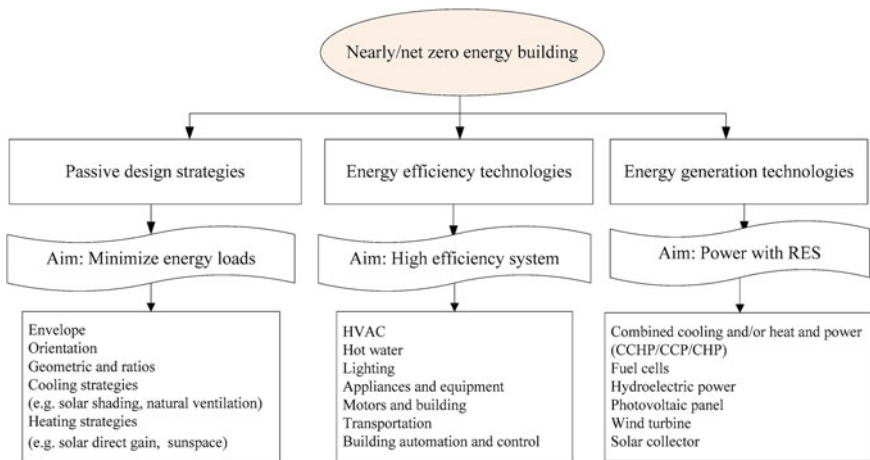 Nearly/net zero energy building
Passive design strategies
Energy efficiency technologies
Energy generation technologies
Aim: Minimize energy loads
Aim: High efficiency system
Aim: Power with RES
Envelope
Orientation
Geometric and ratios
Cooling strategies
(e.g. solar shading, natural ventilation)
Heating strategies
(e.g. solar direct gain, sunspace)
HVAC
Hot water
Lighting
Appliances and equipment
Motors and building
Transportation
Building automation and control
Combined cooling and/or heat and power
(CCHP/CCP/CHP)
Fuel cells
Hydroelectric power
Photovoltaic panel
Wind turbine
Solar collector